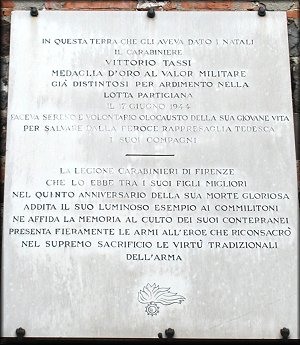 IN QUESTA TERRA CHE GLI AVEVA DATO I NATALI
IL CARABINIERE
VITTORIO TASSI
MEDAGLIA D'ORO AL VALOR MILITARE
GIÀ DISTINTOSI PER ARDIMENTO NELLA
LOTTA PARTIGIANA
IL 17 GIUGNO 1944
FACEVA SERENO E VOLONTARIO OLOCAUSTO DELLA SUA GIOVANE VITA
PER SALVARE DALLA FEROCE RAPPRESAGLIA TEDESCA
I SUOI COMPAGNI
LA LEGIONE CARABINIERI DI FIRENZE
CHE LO EBBE TRA I SUOI FIGLI MIGLIORI
NEL QUINTO ANNIVERSARIO DELLA SUA MORTE GLORIOSA
ADDITA IL SUO LUMINOSO ESEMPIO AI COMMILITONI
NE AFFIDA LA MEMORIA AL CULTO DEI SUOI CONTERRANEI
PRESENTA FIERAMENTE LE ARMI ALL'EROE CHE RICONSACRÒ
NEL SUPREMO SACRIFICIO LE VIRTÙ TRADIZIONALI
DELL'ARMA